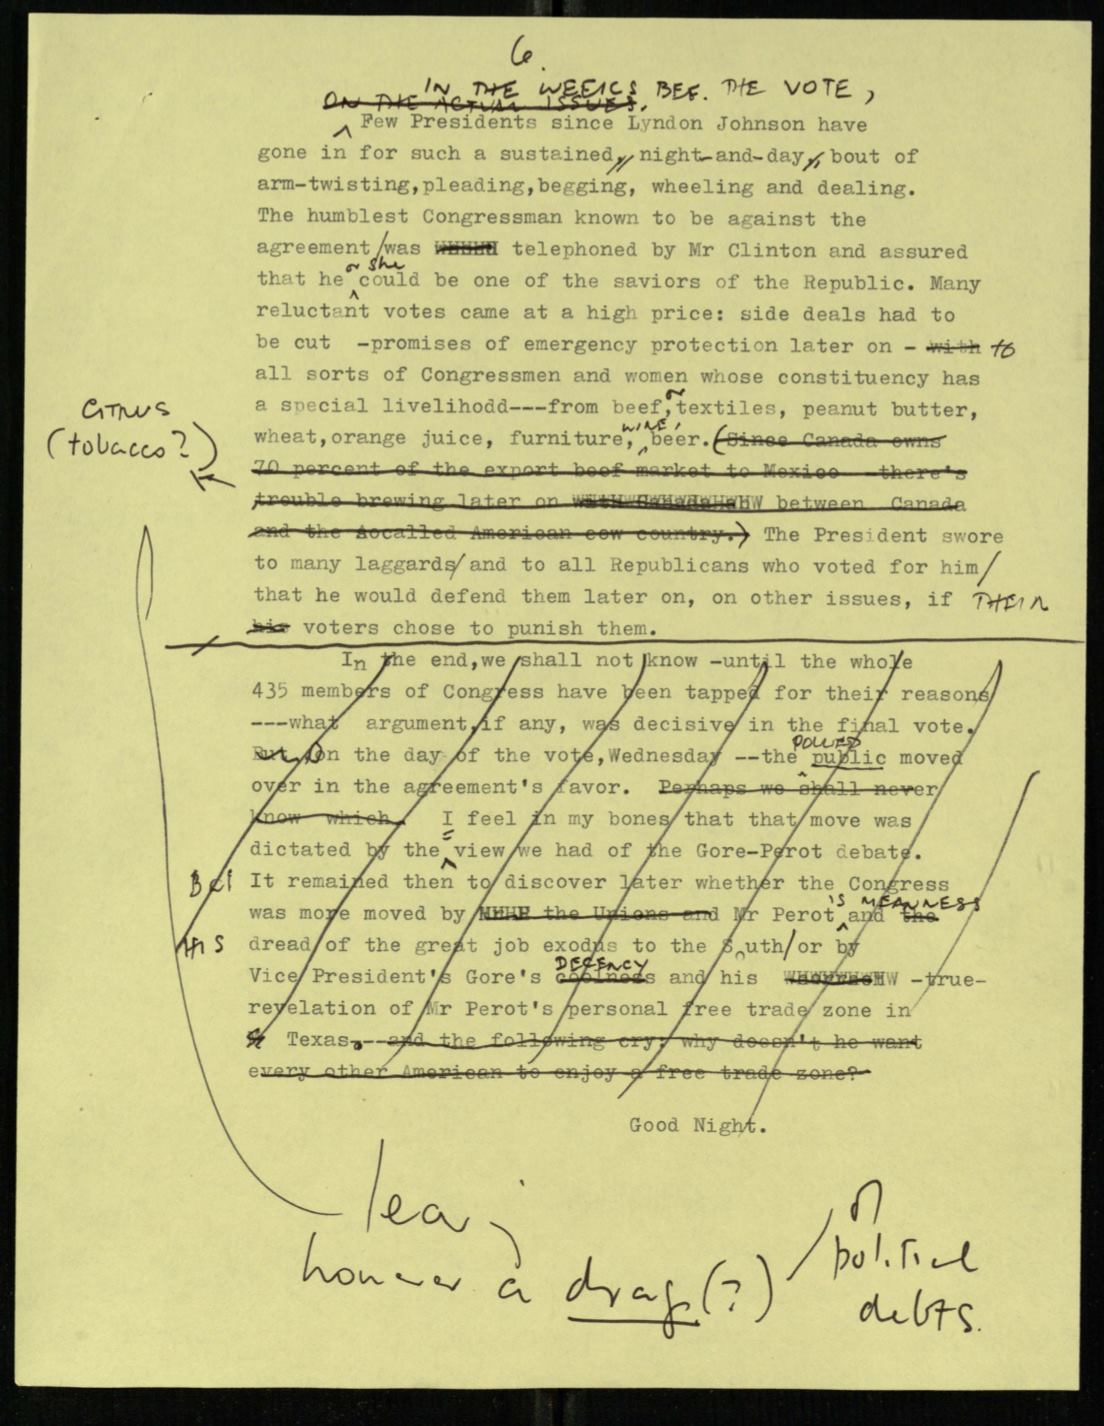 6.
IN THE WEEKS BEF. THE VOTE,
ON THE ACTUAL ISSUES.
Few Presidents since Lyndon Johnson have
gone in for such a sustained, night-and-day, bout of
arm-twisting,pleading,begging, wheeling and dealing.
The humblest Congressman known to be against the
agreement/was telephoned by Mr Clinton and assured
or she
that he could be one of the saviors of the Republic. Many
reluctant votes came at a high price: side deals had to
be cut -promises of emergency protection later on - with to
all sorts of Congressmen and women whose constituency has
CITRUS
a special livelihodd---from beef, textiles, peanut butter,
(tobacco?)
WINE,
wheat,orange juice, furniture, beer. (Since Canada owns
70 percent of the export beef market to Mexico there's
trouble brewing later on between Canada
and the socalled American cow country.) The President swore
to many laggards/and to all Republicans who voted for him/
that he would defend them later on, on other issues, if THEIR
his voters chose to punish them.
In the end,we shall not know -until the whole
435 members of Congress have been tapped for their reasons
---what argument,if any, was decisive in the final vote.
POLLED
But, On the day of the vote,Wednesday --the public moved
over in the agreement's favor. Perhaps we shall never
know which. I feel in my bones that that move was
dictated by the view we had of the Gore-Perot debate.
It remained then to discover later whether the Congress
'S MEANNESS
was more moved by the Unions and Mr Perot and the
HIS
dread of the great job exodus to the South/or by
DECENCY
Vice President's Gore's coolness and his -true-
revelation of Mr Perot's personal free trade zone in
Texas.--and the following cry: why doesn't he want
every other American to enjoy a free trade zone?
Good Night.
however a drag (?)
of
political
debts.